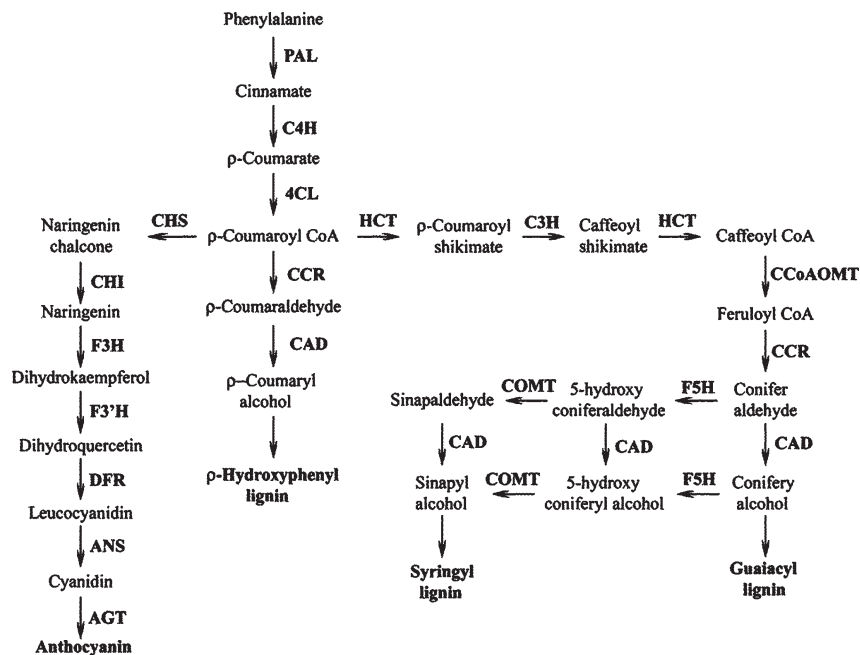 Phenylalanine
PAL
Cinnamate
C4H
ρ-Coumarate
4CL
Naringenin
chalcone
CHS
ρ-Coumaroyl CoA
HCT
ρ-Coumaroyl
shikimate
C3H
Caffeoyl
shikimate
HCT
Caffeoyl CoA
CHI
CCR
CCoAOMT
Naringenin
ρ-Coumaraldehyde
Feruloyl CoA
F3H
CAD
CCR
Dihydrokaempferol
ρ–Coumaryl
alcohol
Sinapaldehyde
COMT
5-hydroxy
coniferaldehyde
F5H
Conifer
aldehyde
F3’H
CAD
CAD
CAD
Dihydroquercetin
ρ-Hydroxyphenyl
lignin
Sinapyl
alcohol
COMT
5-hydroxy
coniferyl alcohol
F5H
Conifery
alcohol
DFR
Leucocyanidin
ANS
Syringyl
lignin
Guaiacyl
lignin
Cyanidin
AGT
Anthocyanin